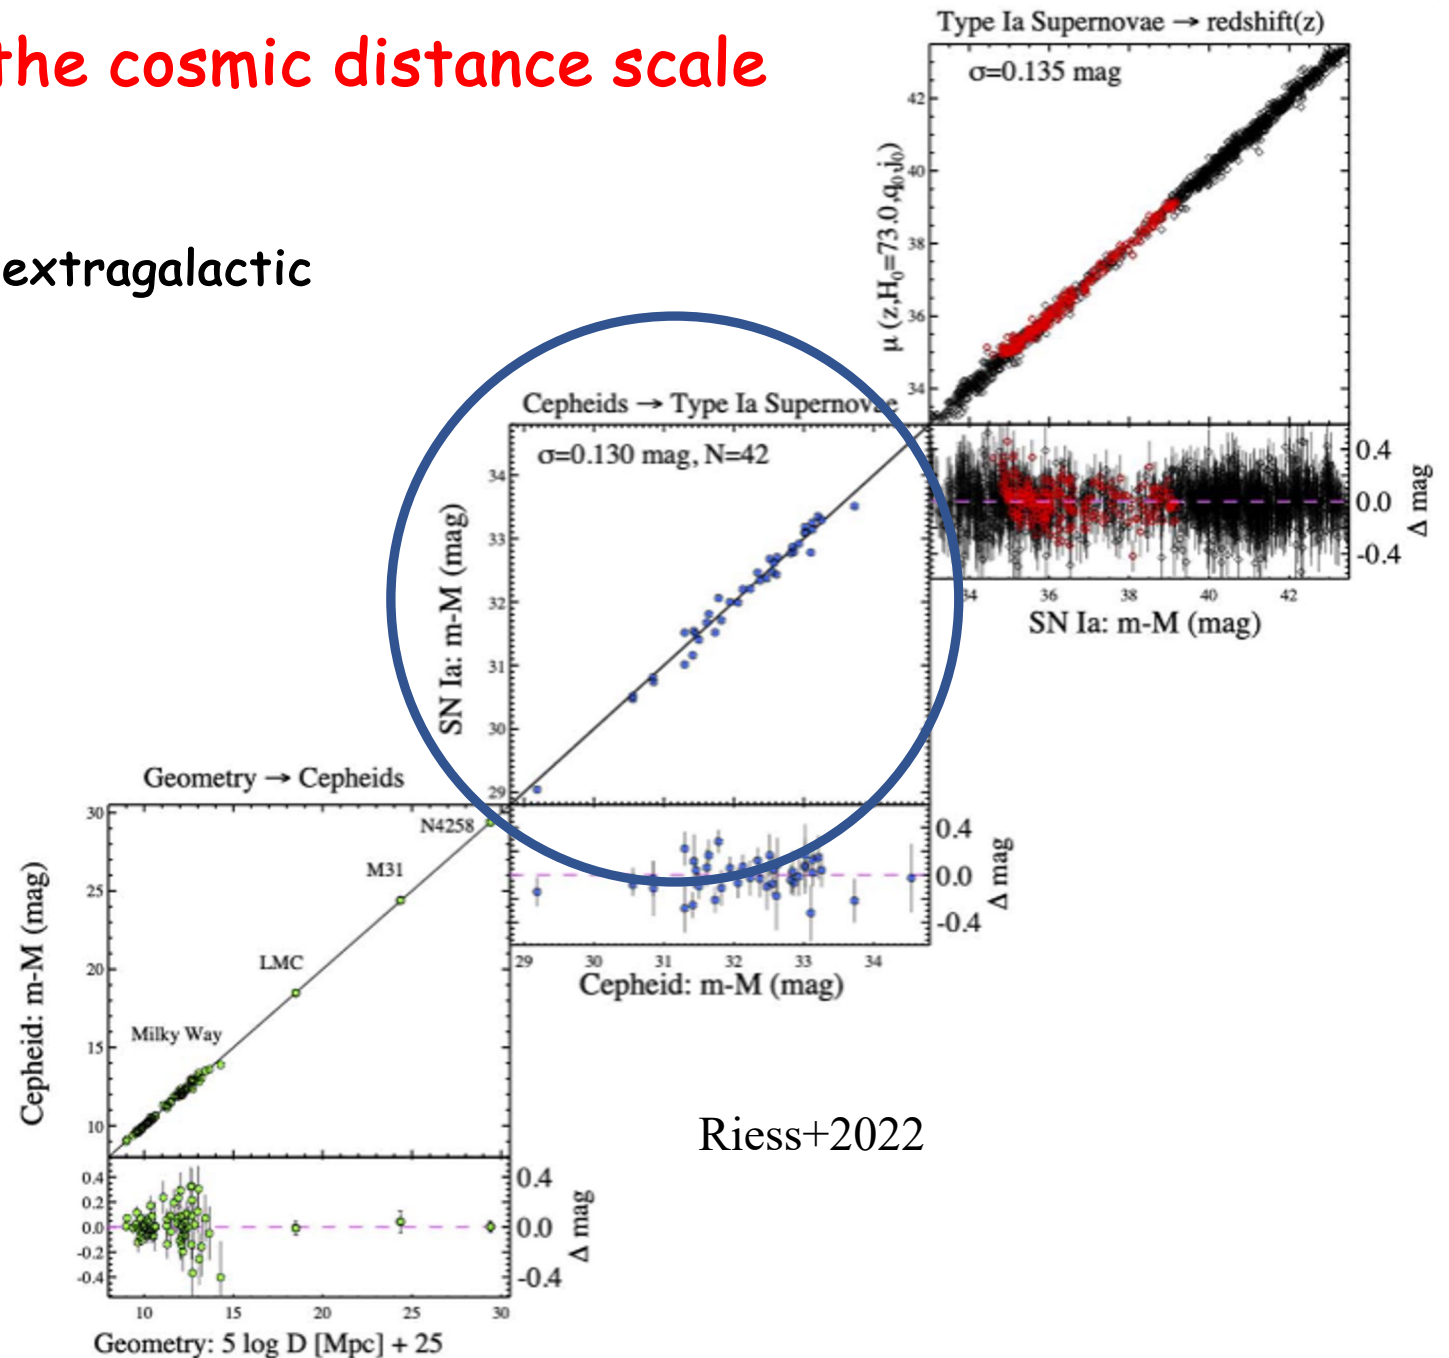 the cosmic distance scale
extragalactic
Type Ia Supernovae → redshift(z)
σ=0.135 mag
μ (z,H₀=73.0,q₀,j₀)
42
40
38
36
34
0.4
0.0
-0.4
Δ mag
34 36 38 40 42
SN Ia: m-M (mag)
Cepheids → Type Ia Supernovae
σ=0.130 mag, N=42
SN Ia: m-M (mag)
34
33
32
31
30
29
0.4
0.0
-0.4
Δ mag
29 30 31 32 33 34
Cepheid: m-M (mag)
Geometry → Cepheids
Cepheid: m-M (mag)
30
25
20
15
10
N4258
M31
LMC
Milky Way
Riess+2022
0.4
0.2
0.0
-0.2
-0.4
0.4
0.0
-0.4
Δ mag
10 15 20 25 30
Geometry: 5 log D [Mpc] + 25